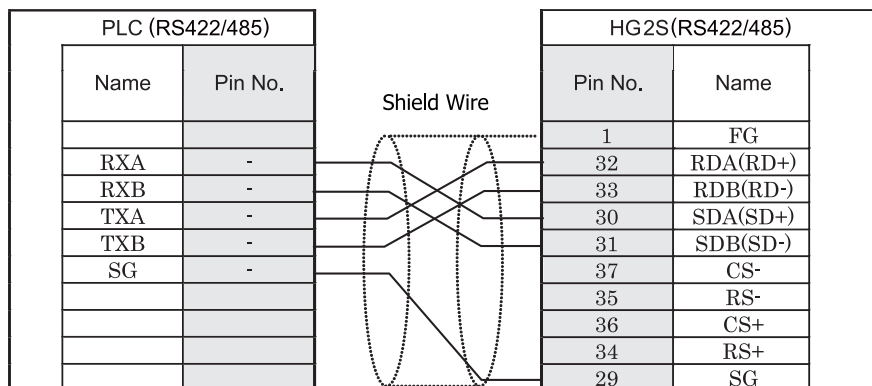 PLC (RS422/485) HG2S(RS422/485)
Name Pin No. Shield Wire Pin No. Name
1 FG
RXA - 32 RDA(RD+)
RXB - 33 RDB(RD-)
TXA - 30 SDA(SD+)
TXB - 31 SDB(SD-)
SG - 37 CS-
35 RS-
36 CS+
34 RS+
29 SG